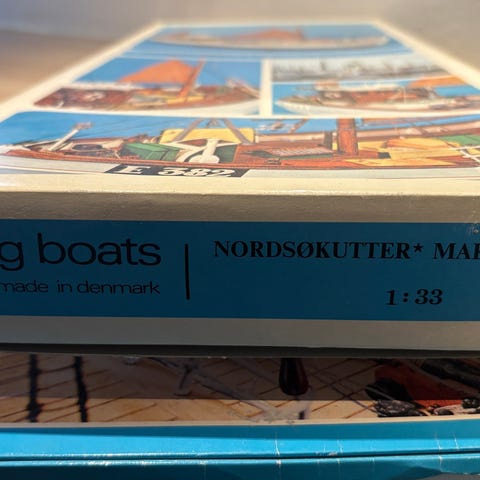 E 382
g boats
made in denmark
NORDSØKUTTER* MAR
1:33